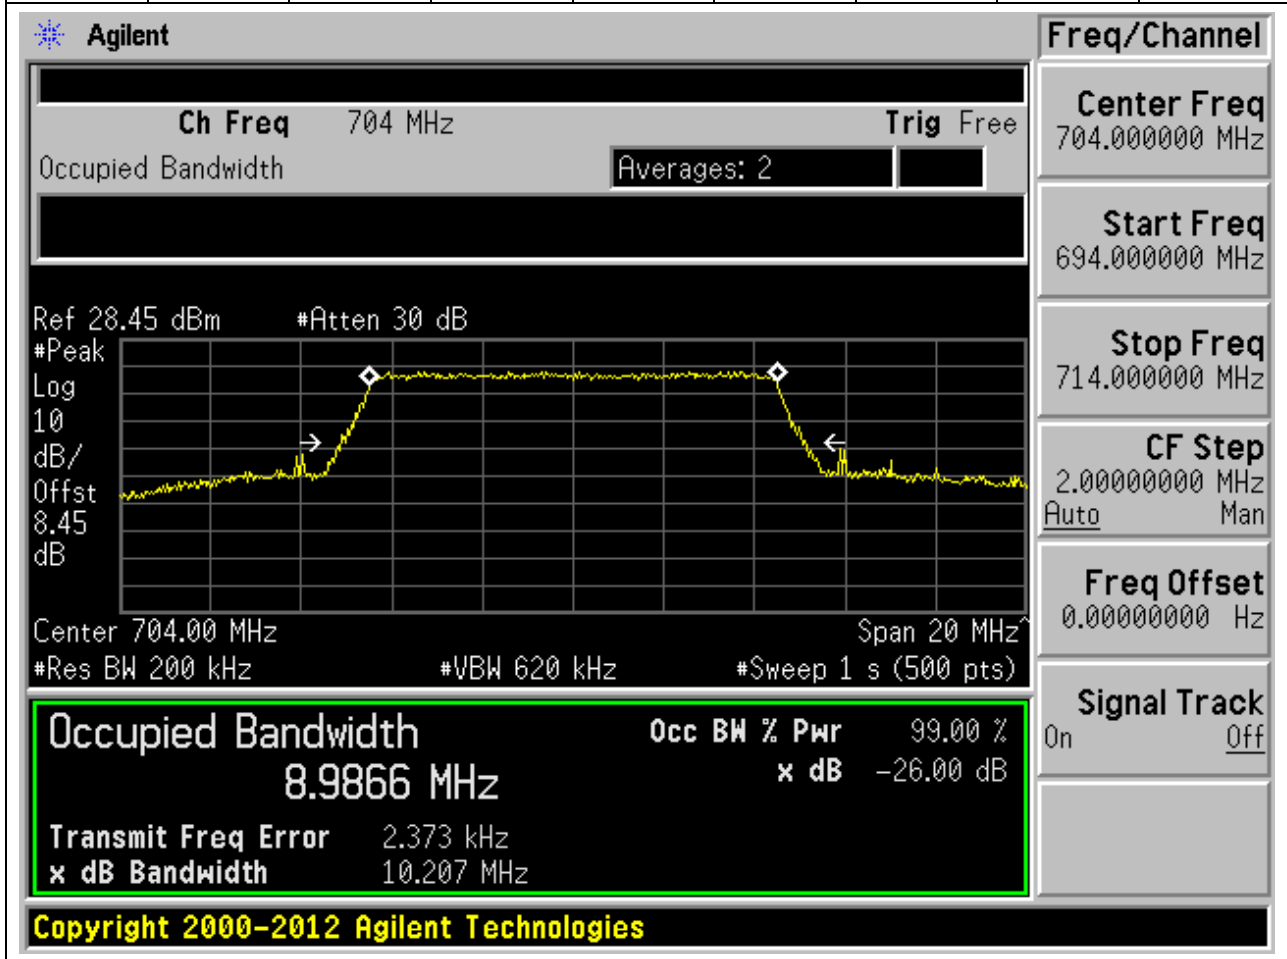 Agilent
Freq/Channel
Ch Freq 704 MHz Trig Free
Occupied Bandwidth Averages: 2
Center Freq
704.000000 MHz
Start Freq
694.000000 MHz
Stop Freq
714.000000 MHz
CF Step
2.00000000 MHz
Auto Man
Freq Offset
0.00000000 Hz
Signal Track
On Off
Ref 28.45 dBm #Atten 30 dB
#Peak
Log
10
dB/
Offst
8.45
dB
Center 704.00 MHz Span 20 MHz^
#Res BW 200 kHz #VBW 620 kHz #Sweep 1 s (500 pts)
Occupied Bandwidth Occ BW % Pwr 99.00 %
8.9866 MHz x dB -26.00 dB
Transmit Freq Error 2.373 kHz
x dB Bandwidth 10.207 MHz
Copyright 2000-2012 Agilent Technologies